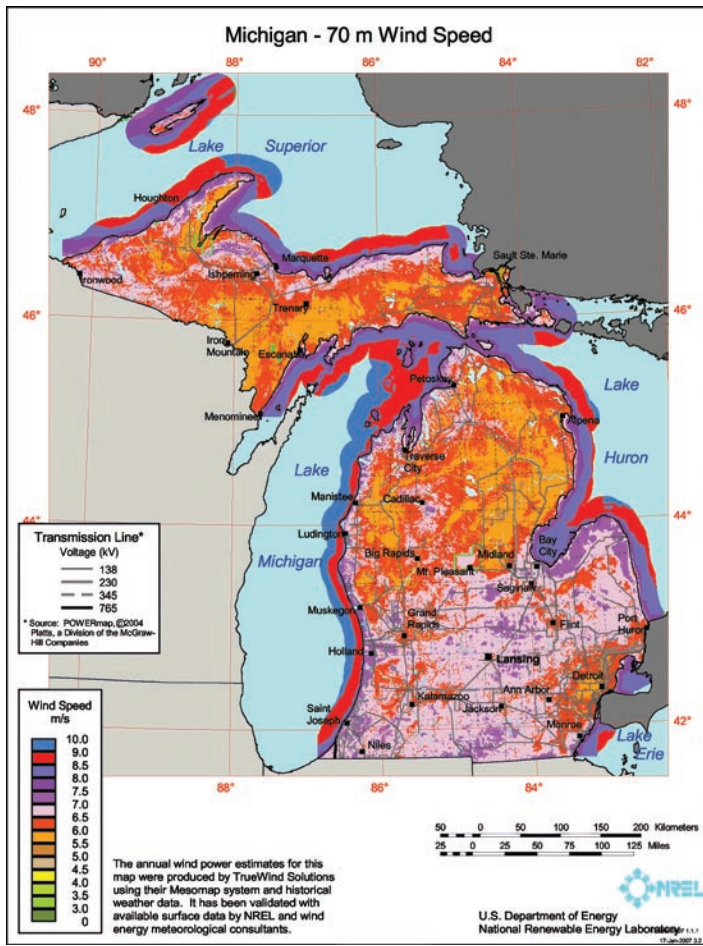 Michigan - 70 m Wind Speed
90°
88°
86°
84°
82°
48°
48°
Lake
Superior
Houghton
Marquette
Sault Ste. Marie
Ironwood
Ishpeming
46°
46°
Trenary
Iron
Mountain
Escanaba
Petoskey
Lake
Menominee
Alpena
Huron
Lake
Traverse
City
Manistee
Cadillac
44°
44°
Transmission Line*
Voltage (kV)
138
230
345
765
* Source: POWERmap, ©2004
Platts, a Division of the McGraw-
Hill Companies
Ludington
Michigan
Big Rapids
Midland
Bay
City
Mt. Pleasant
Saginaw
Muskegon
Grand
Rapids
Flint
Port
Huron
Holland
Lansing
Detroit
Ann Arbor
Kalamazoo
Jackson
Saint
Joseph
Monroe
42°
42°
Niles
Lake
Erie
Wind Speed
m/s
10.0
9.0
8.5
8.0
7.5
7.0
6.5
6.0
5.5
5.0
4.5
4.0
3.5
3.0
0
88°
86°
84°
50 0 50 100 150 200 Kilometers
25 0 25 50 75 100 125 Miles
The annual wind power estimates for this
map were produced by TrueWind Solutions
using their Mesomap system and historical
weather data. It has been validated with
available surface data by NREL and wind
energy meteorological consultants.
NREL
U.S. Department of Energy
National Renewable Energy Laboratory
17-Jan-2007 3.2